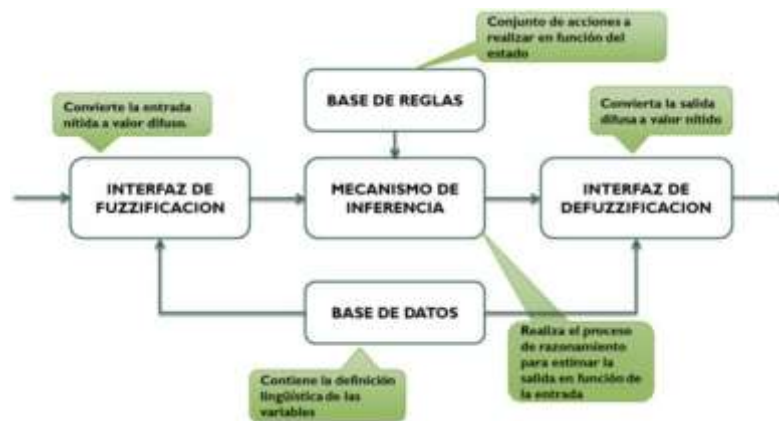 Conjunto de acciones a
realizar en función del
estado
BASE DE REGLAS
Convierte la entrada
nítida a valor difuso.
Convierta la salida
difusa a valor nítido
INTERFAZ DE
FUZZIFICACION
MECANISMO DE
INFERENCIA
INTERFAZ DE
DEFUZZIFICACION
BASE DE DATOS
Realiza el proceso
de razonamiento
para estimar la
salida en función de
la entrada
Contiene la definición
lingüística de las
variables